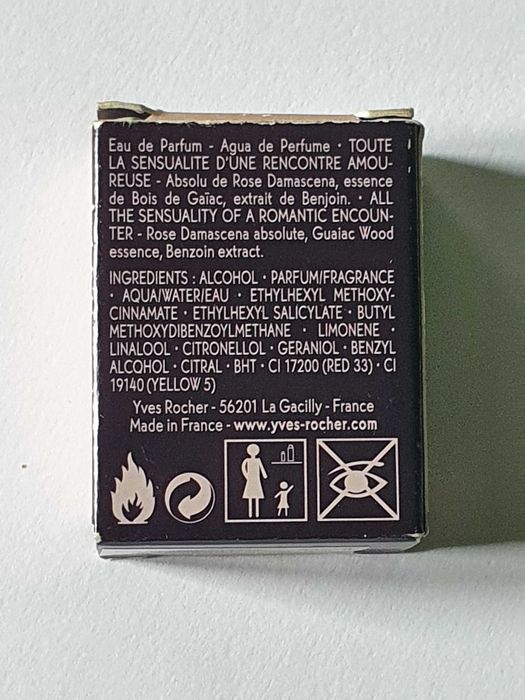 Eau de Parfum - Agua de Perfume • TOUTE
LA SENSUALITE D'UNE RENCONTRE AMOU-
REUSE - Absolu de Rose Damascena, essence
de Bois de Gaïac, extrait de Benjoin. • ALL
THE SENSUALITY OF A ROMANTIC ENCOUN-
TER - Rose Damascena absolute, Guaiac Wood
essence, Benzoin extract.
INGREDIENTS : ALCOHOL • PARFUM/FRAGRANCE
• AQUA/WATER/EAU • ETHYLHEXYL METHOXY-
CINNAMATE • ETHYLHEXYL SALICYLATE • BUTYL
METHOXYDIBENZOYLMETHANE • LIMONENE •
LINALOOL • CITRONELLOL • GERANIOL • BENZYL
ALCOHOL • CITRAL • BHT • CI 17200 (RED 33) • CI
19140 (YELLOW 5)
Yves Rocher - 56201 La Gacilly - France
Made in France - www.yves-rocher.com